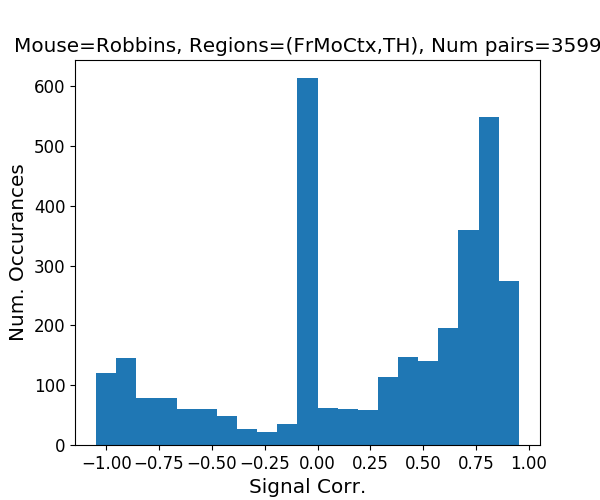 Mouse=Robbins, Regions=(FrMoCtx,TH), Num pairs=3599
600
500
400
300
200
100
0
Num. Occurances
−1.00 −0.75 −0.50 −0.25 0.00 0.25 0.50 0.75 1.00
Signal Corr.